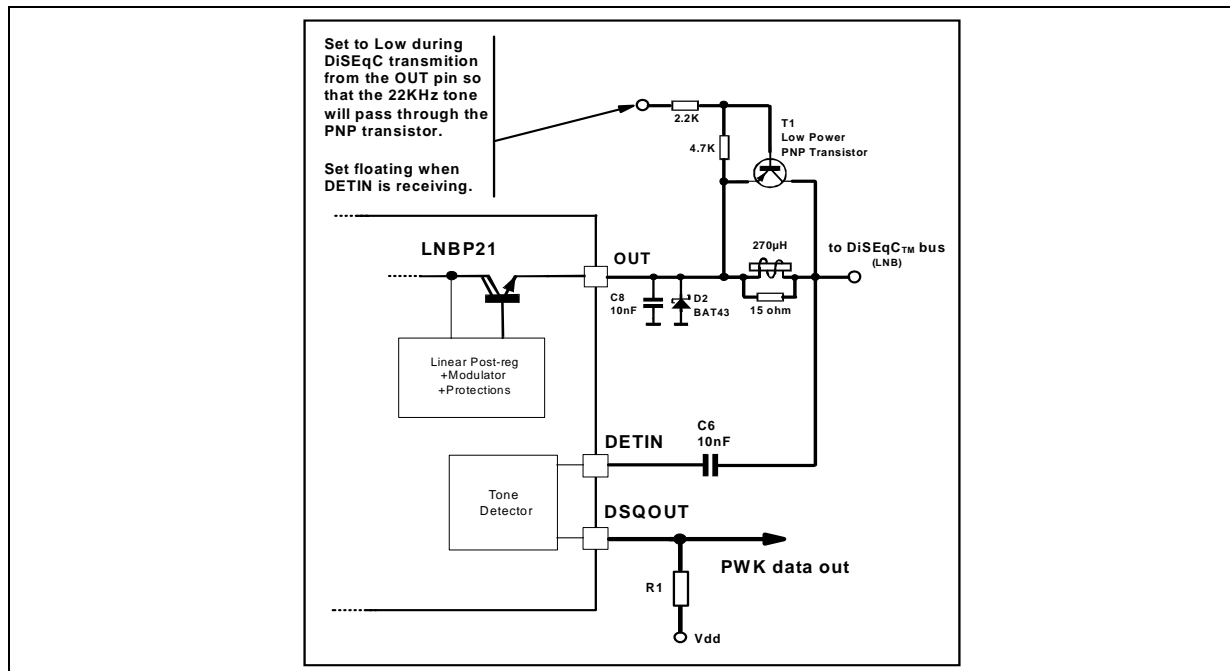 Set to Low during
DiSEqC transmition
from the OUT pin so
that the 22KHz tone
will pass through the
PNP transistor.
Set floating when
DETIN is receiving.
2.2K
4.7K
T1
Low Power
PNP Transistor
LNBP21
OUT
270µH
to DiSEqCTM bus
(LNB)
C8
10nF
D2
BAT43
15 ohm
Linear Post-reg
+Modulator
+Protections
DETIN
C6
10nF
Tone
Detector
DSQOUT
PWK data out
R1
Vdd